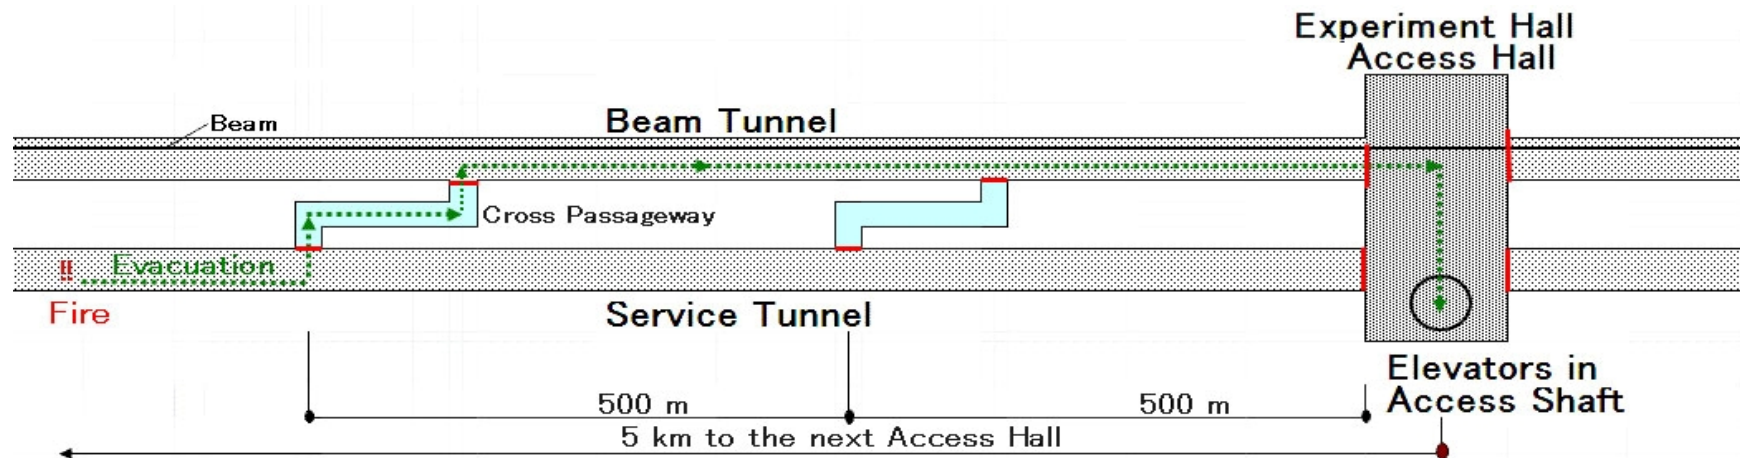 Experiment Hall
Access Hall
Beam
Beam Tunnel
Cross Passageway
!!
Evacuation
Fire
Service Tunnel
Elevators in
Access Shaft
500 m
500 m
5 km to the next Access Hall